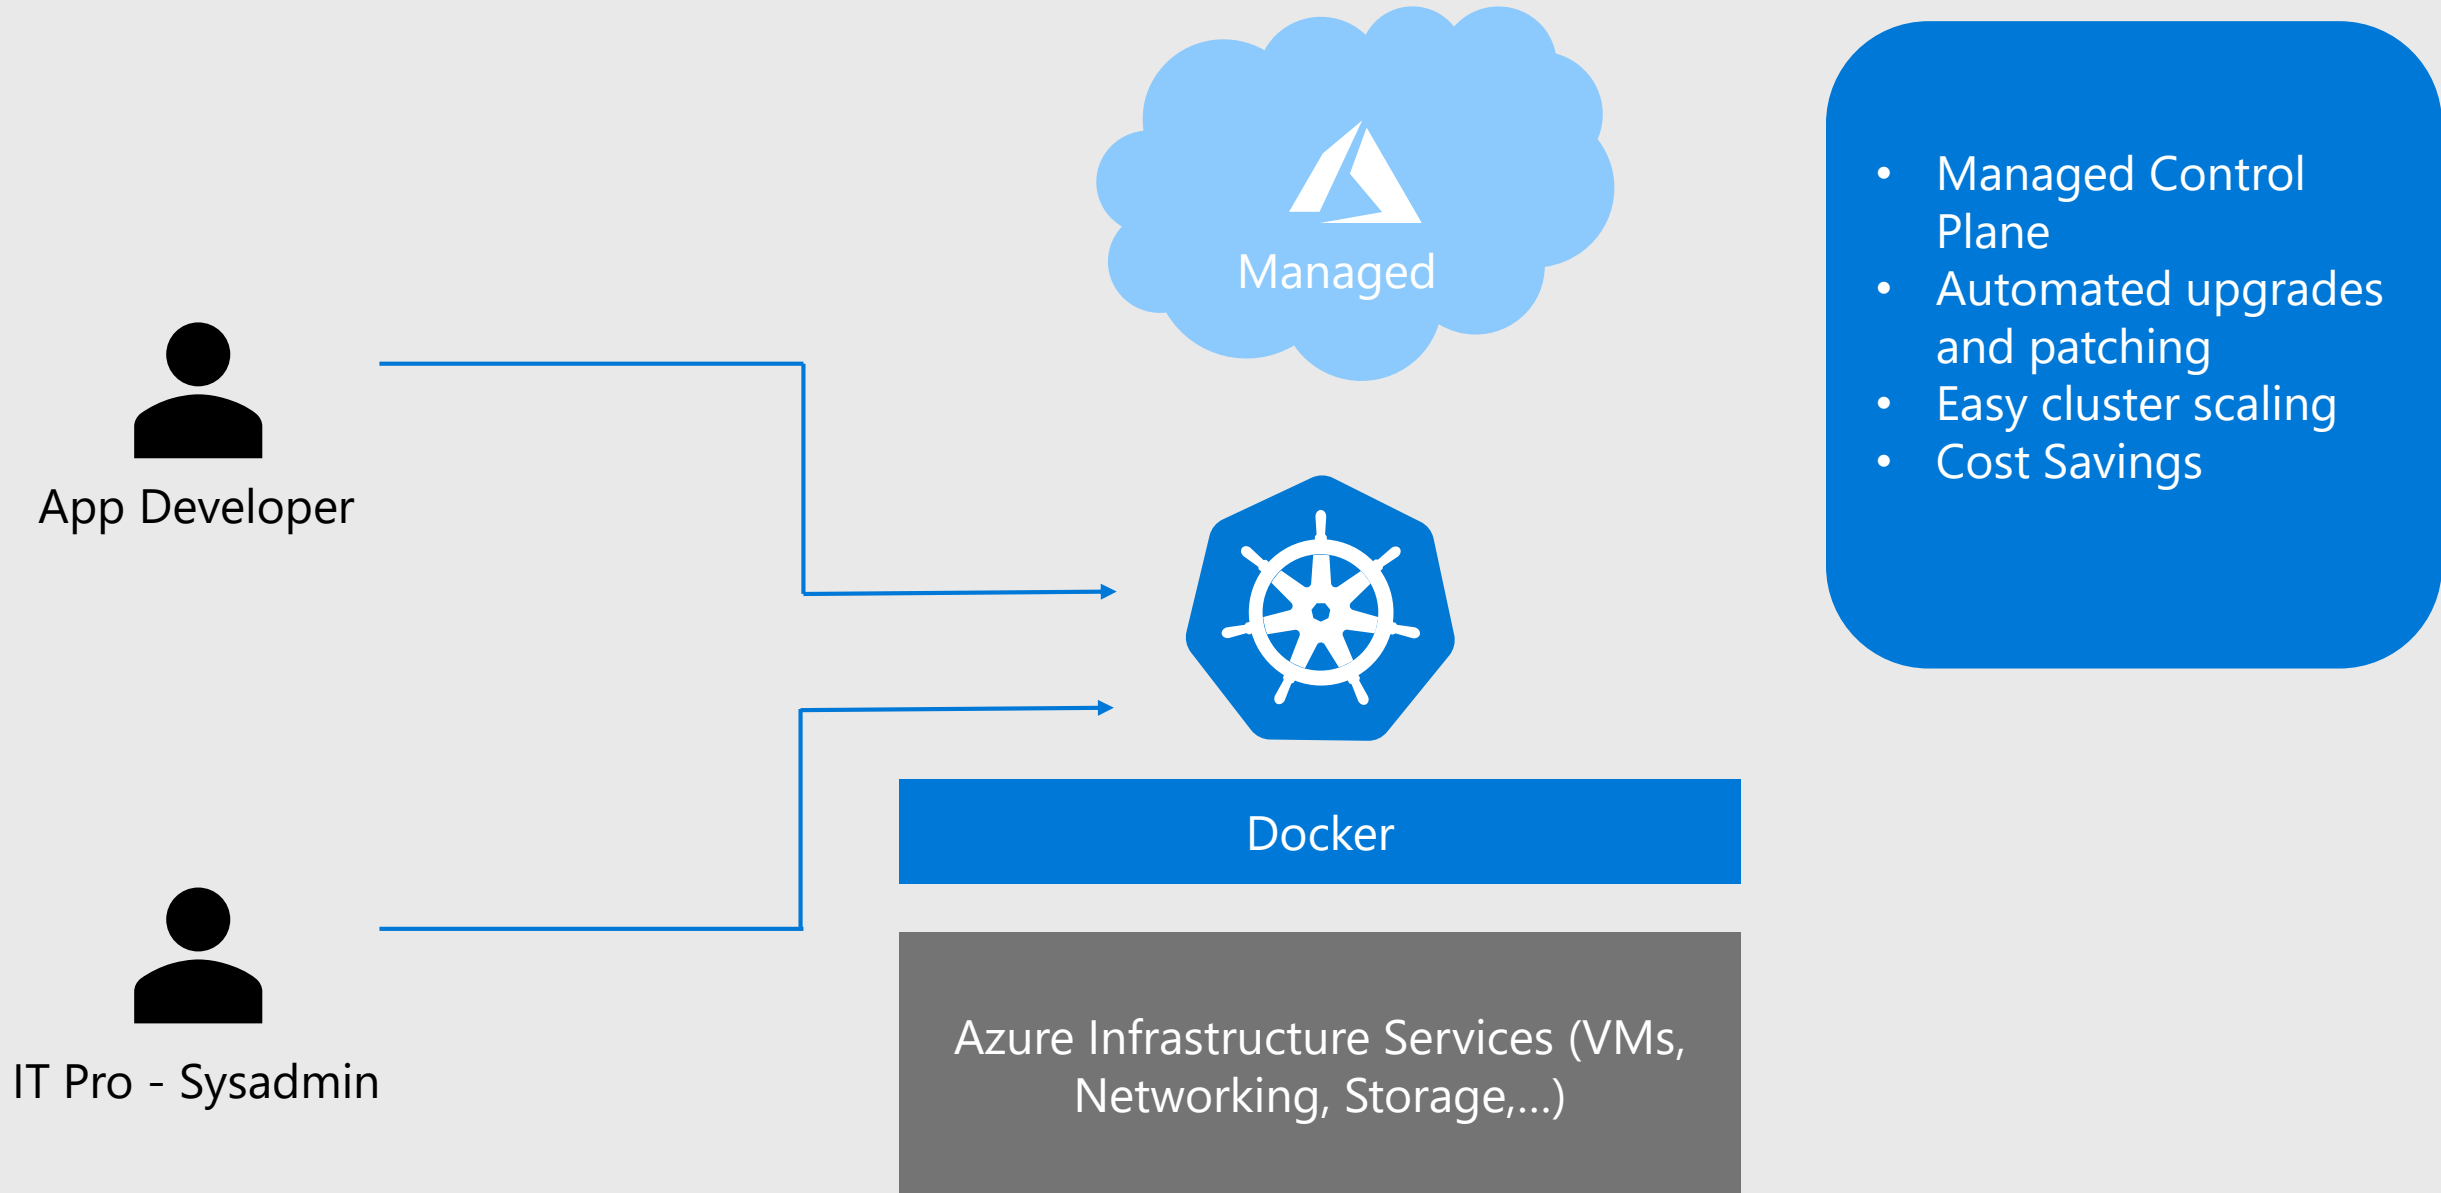 Managed
App Developer
IT Pro - Sysadmin
Docker
Azure Infrastructure Services (VMs,
Networking, Storage,...)
• Managed Control
Plane
• Automated upgrades
and patching
• Easy cluster scaling
• Cost Savings